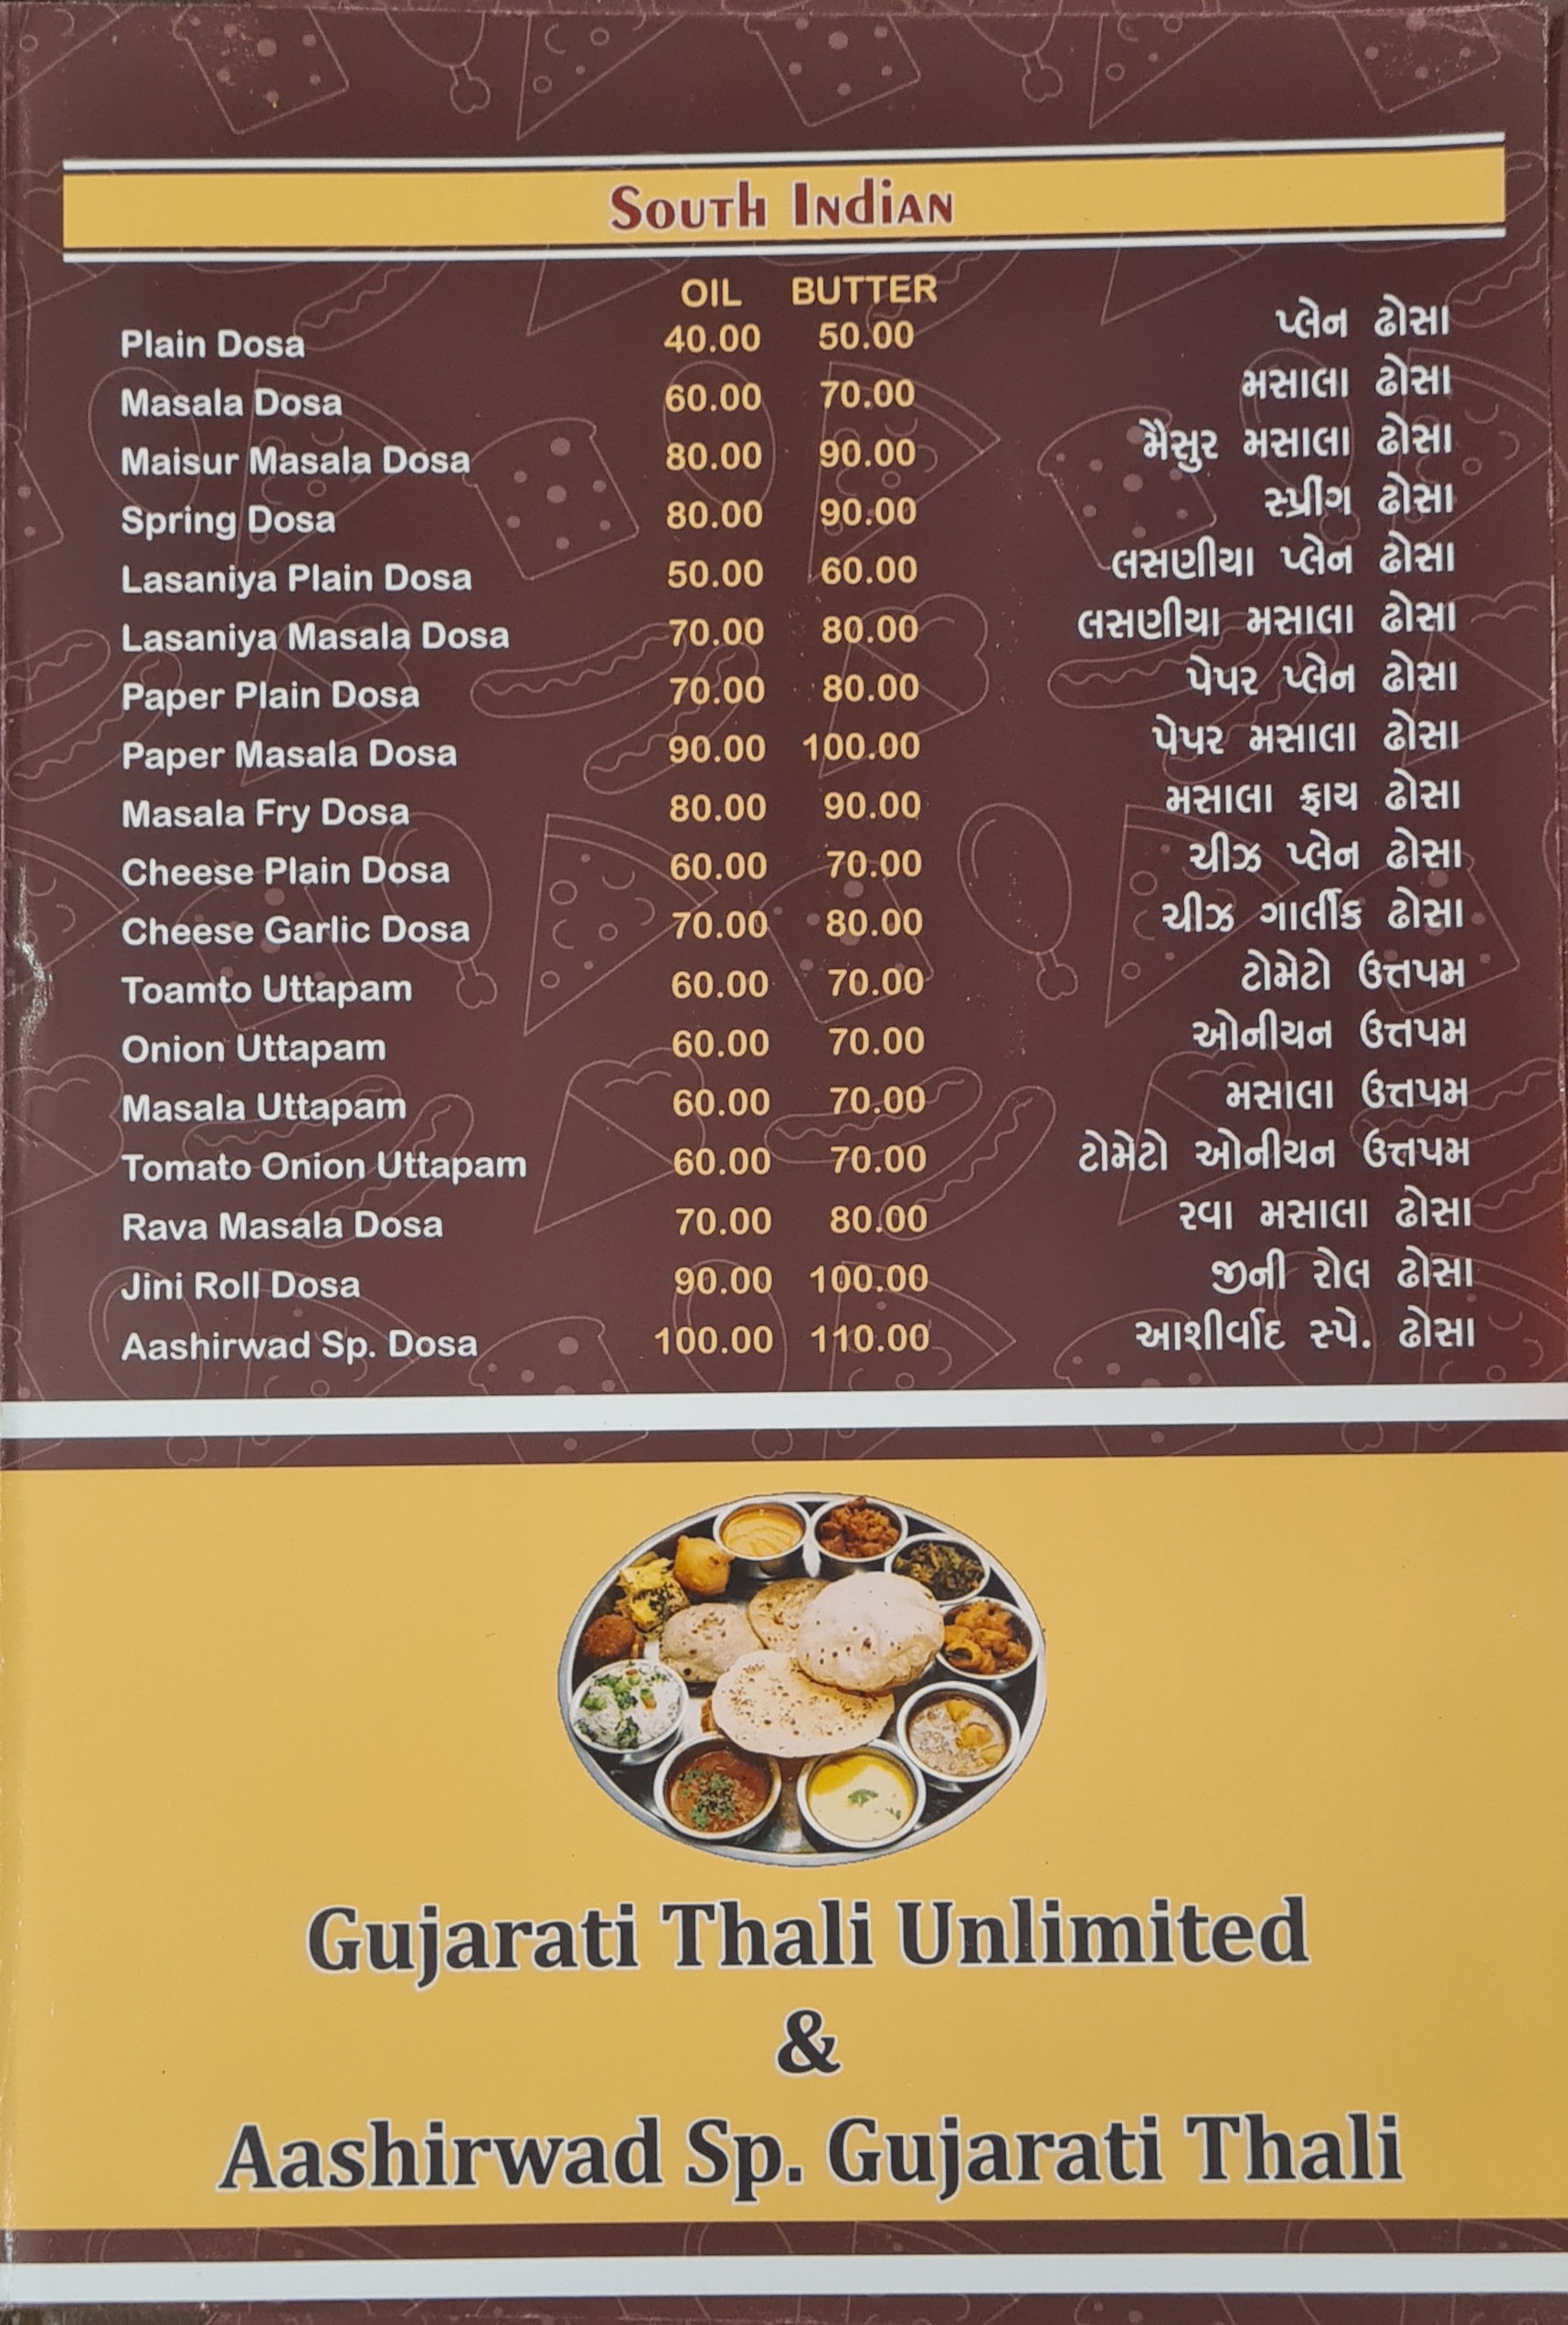 South Indian
OIL BUTTER
Plain Dosa 40.00 50.00 પ્લેન ઢોસા
Masala Dosa 60.00 70.00 મસાલા ઢોસા
Maisur Masala Dosa 80.00 90.00 મૈસુર મસાલા ઢોસા
Spring Dosa 80.00 90.00 સ્પ્રીંગ ઢોસા
Lasaniya Plain Dosa 50.00 60.00 લસણીયા પ્લેન ઢોસા
Lasaniya Masala Dosa 70.00 80.00 લસણીયા મસાલા ઢોસા
Paper Plain Dosa 70.00 80.00 પેપર પ્લેન ઢોસા
Paper Masala Dosa 90.00 100.00 પેપર મસાલા ઢોસા
Masala Fry Dosa 80.00 90.00 મસાલા ફ્રાય ઢોસા
Cheese Plain Dosa 60.00 70.00 ચીઝ પ્લેન ઢોસા
Cheese Garlic Dosa 70.00 80.00 ચીઝ ગાર્લીક ઢોસા
Toamto Uttapam 60.00 70.00 ટોમેટો ઉત્તપમ
Onion Uttapam 60.00 70.00 ઓનીયન ઉત્તપમ
Masala Uttapam 60.00 70.00 મસાલા ઉત્તપમ
Tomato Onion Uttapam 60.00 70.00 ટોમેટો ઓનીયન ઉત્તપમ
Rava Masala Dosa 70.00 80.00 રવા મસાલા ઢોસા
Jini Roll Dosa 90.00 100.00 જીની રોલ ઢોસા
Aashirwad Sp. Dosa 100.00 110.00 આશીર્વાદ સ્પે. ઢોસા
Gujarati Thali Unlimited
&
Aashirwad Sp. Gujarati Thali